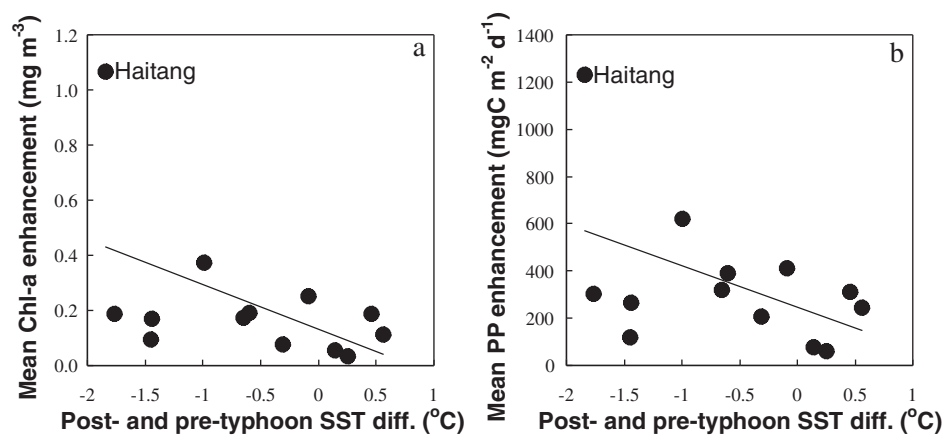 a
Mean Chl-a enhancement (mg m⁻³)
1.2
1.0
0.8
0.6
0.4
0.2
0.0
Haitang
-2 -1.5 -1 -0.5 0 0.5 1
Post- and pre-typhoon SST diff. (°C)
b
Mean PP enhancement (mgC m⁻² d⁻¹)
1400
1200
1000
800
600
400
200
0
Haitang
-2 -1.5 -1 -0.5 0 0.5 1
Post- and pre-typhoon SST diff. (°C)